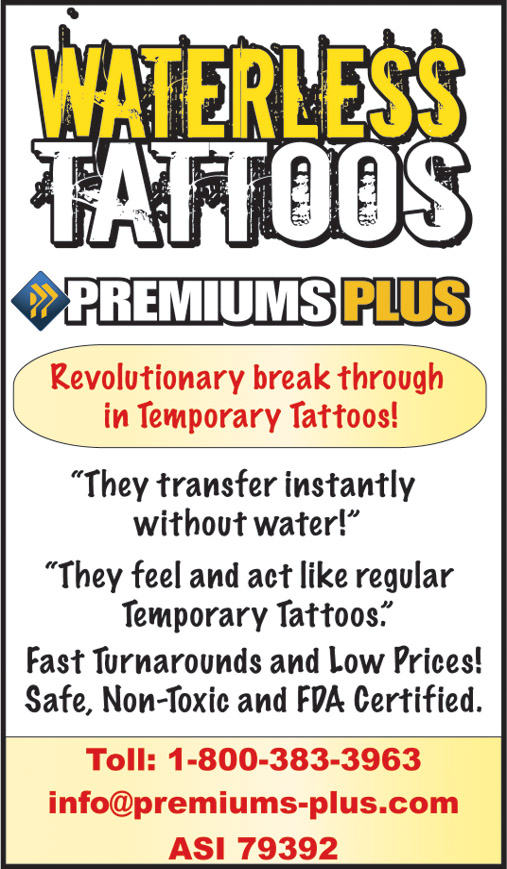 WATERLESS
TATTOOS
PREMIUMS PLUS
Revolutionary break through
in Temporary Tattoos!
“They transfer instantly
without water!”
“They feel and act like regular
Temporary Tattoos.”
Fast Turnarounds and Low Prices!
Safe, Non-Toxic and FDA Certified.
Toll: 1-800-383-3963
info@premiums-plus.com
ASI 79392